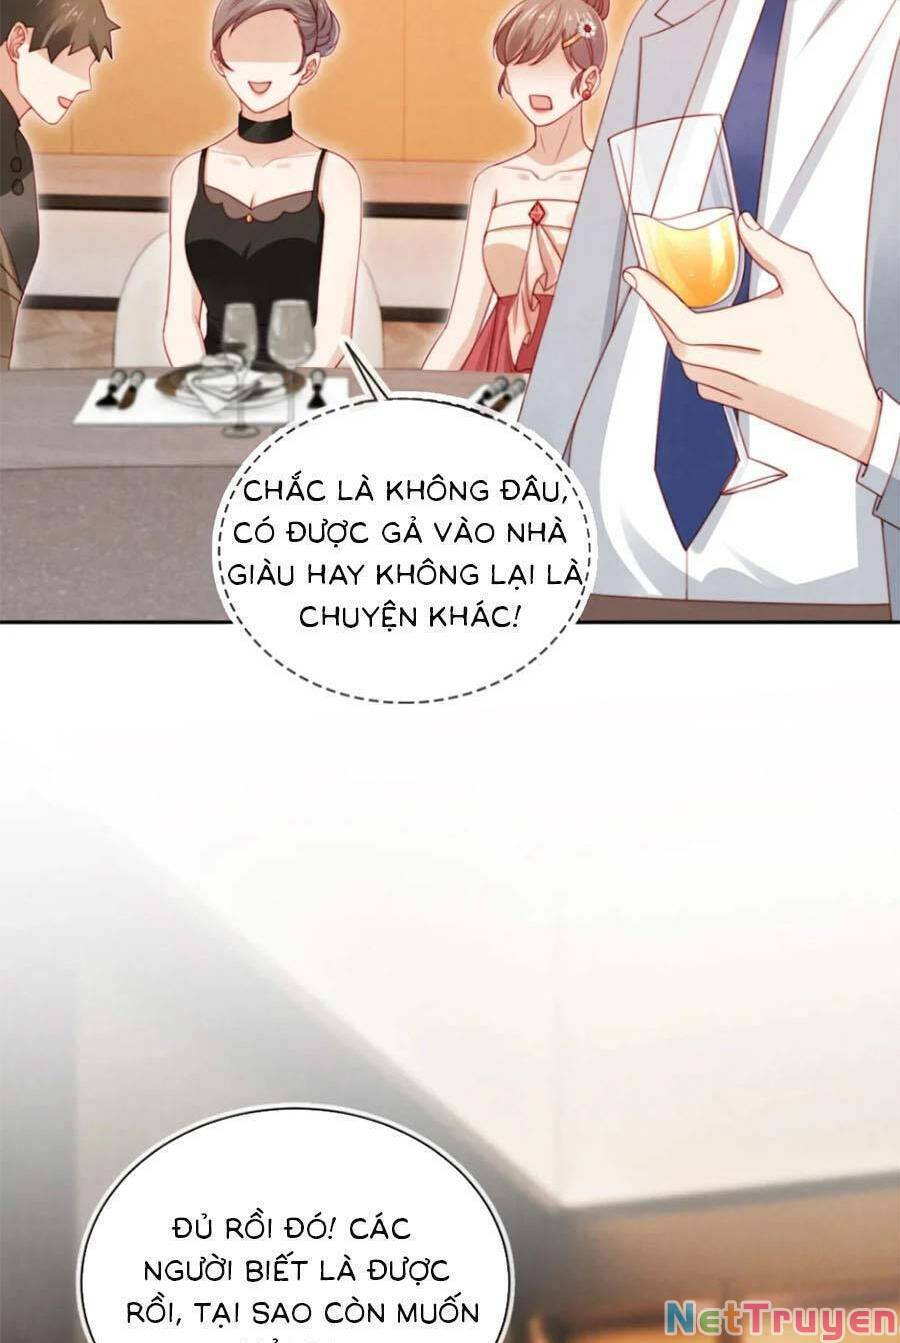 CHẮC LÀ KHÔNG ĐÂU,
CÓ ĐƯỢC GẢ VÀO NHÀ
GIÀU HAY KHÔNG LẠI LÀ
CHUYỆN KHÁC!
ĐỦ RỒI ĐÓ! CÁC
NGƯỜI BIẾT LÀ ĐƯỢC
RỒI, TẠI SAO CÒN MUỐN
NETTRUYEN